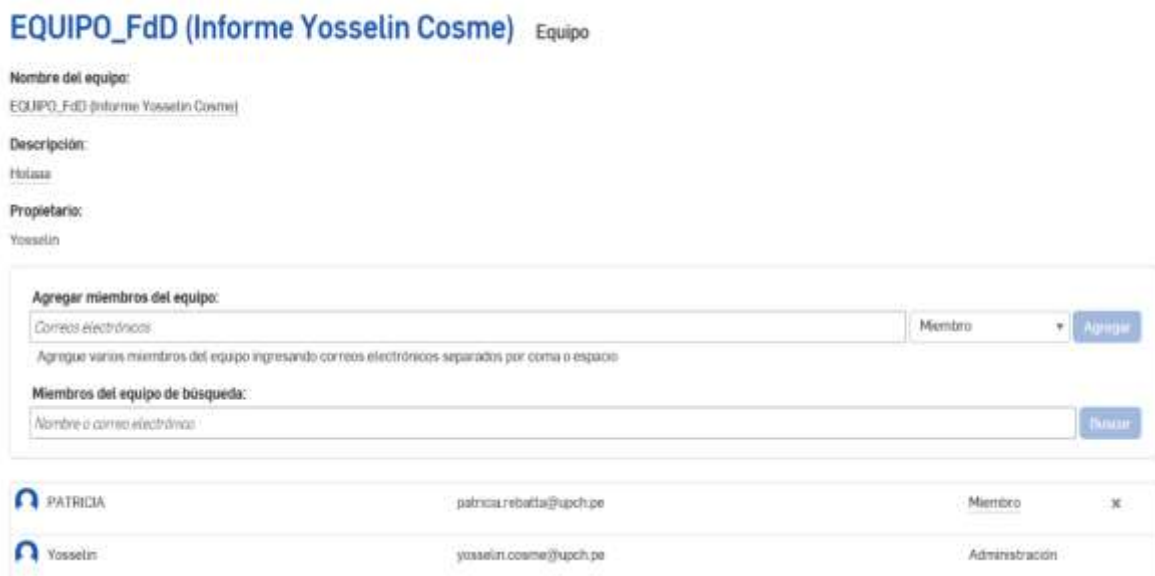 EQUIPO_FdD (Informe Yosselin Cosme) Equipo
Nombre del equipo:
EQUIPO_FdD (Informe Yosselin Cosme)
Descripción:
Holaaa
Propietario:
Yosselin
Agregar miembros del equipo:
Correos electrónicos Miembro Agregar
Agregue varios miembros del equipo ingresando correos electrónicos separados por coma o espacio
Miembros del equipo de búsqueda:
Nombre o correo electrónico Buscar
PATRICIA patricia.rebatta@upch.pe Miembro x
Yosselin yosselin.cosme@upch.pe Administración